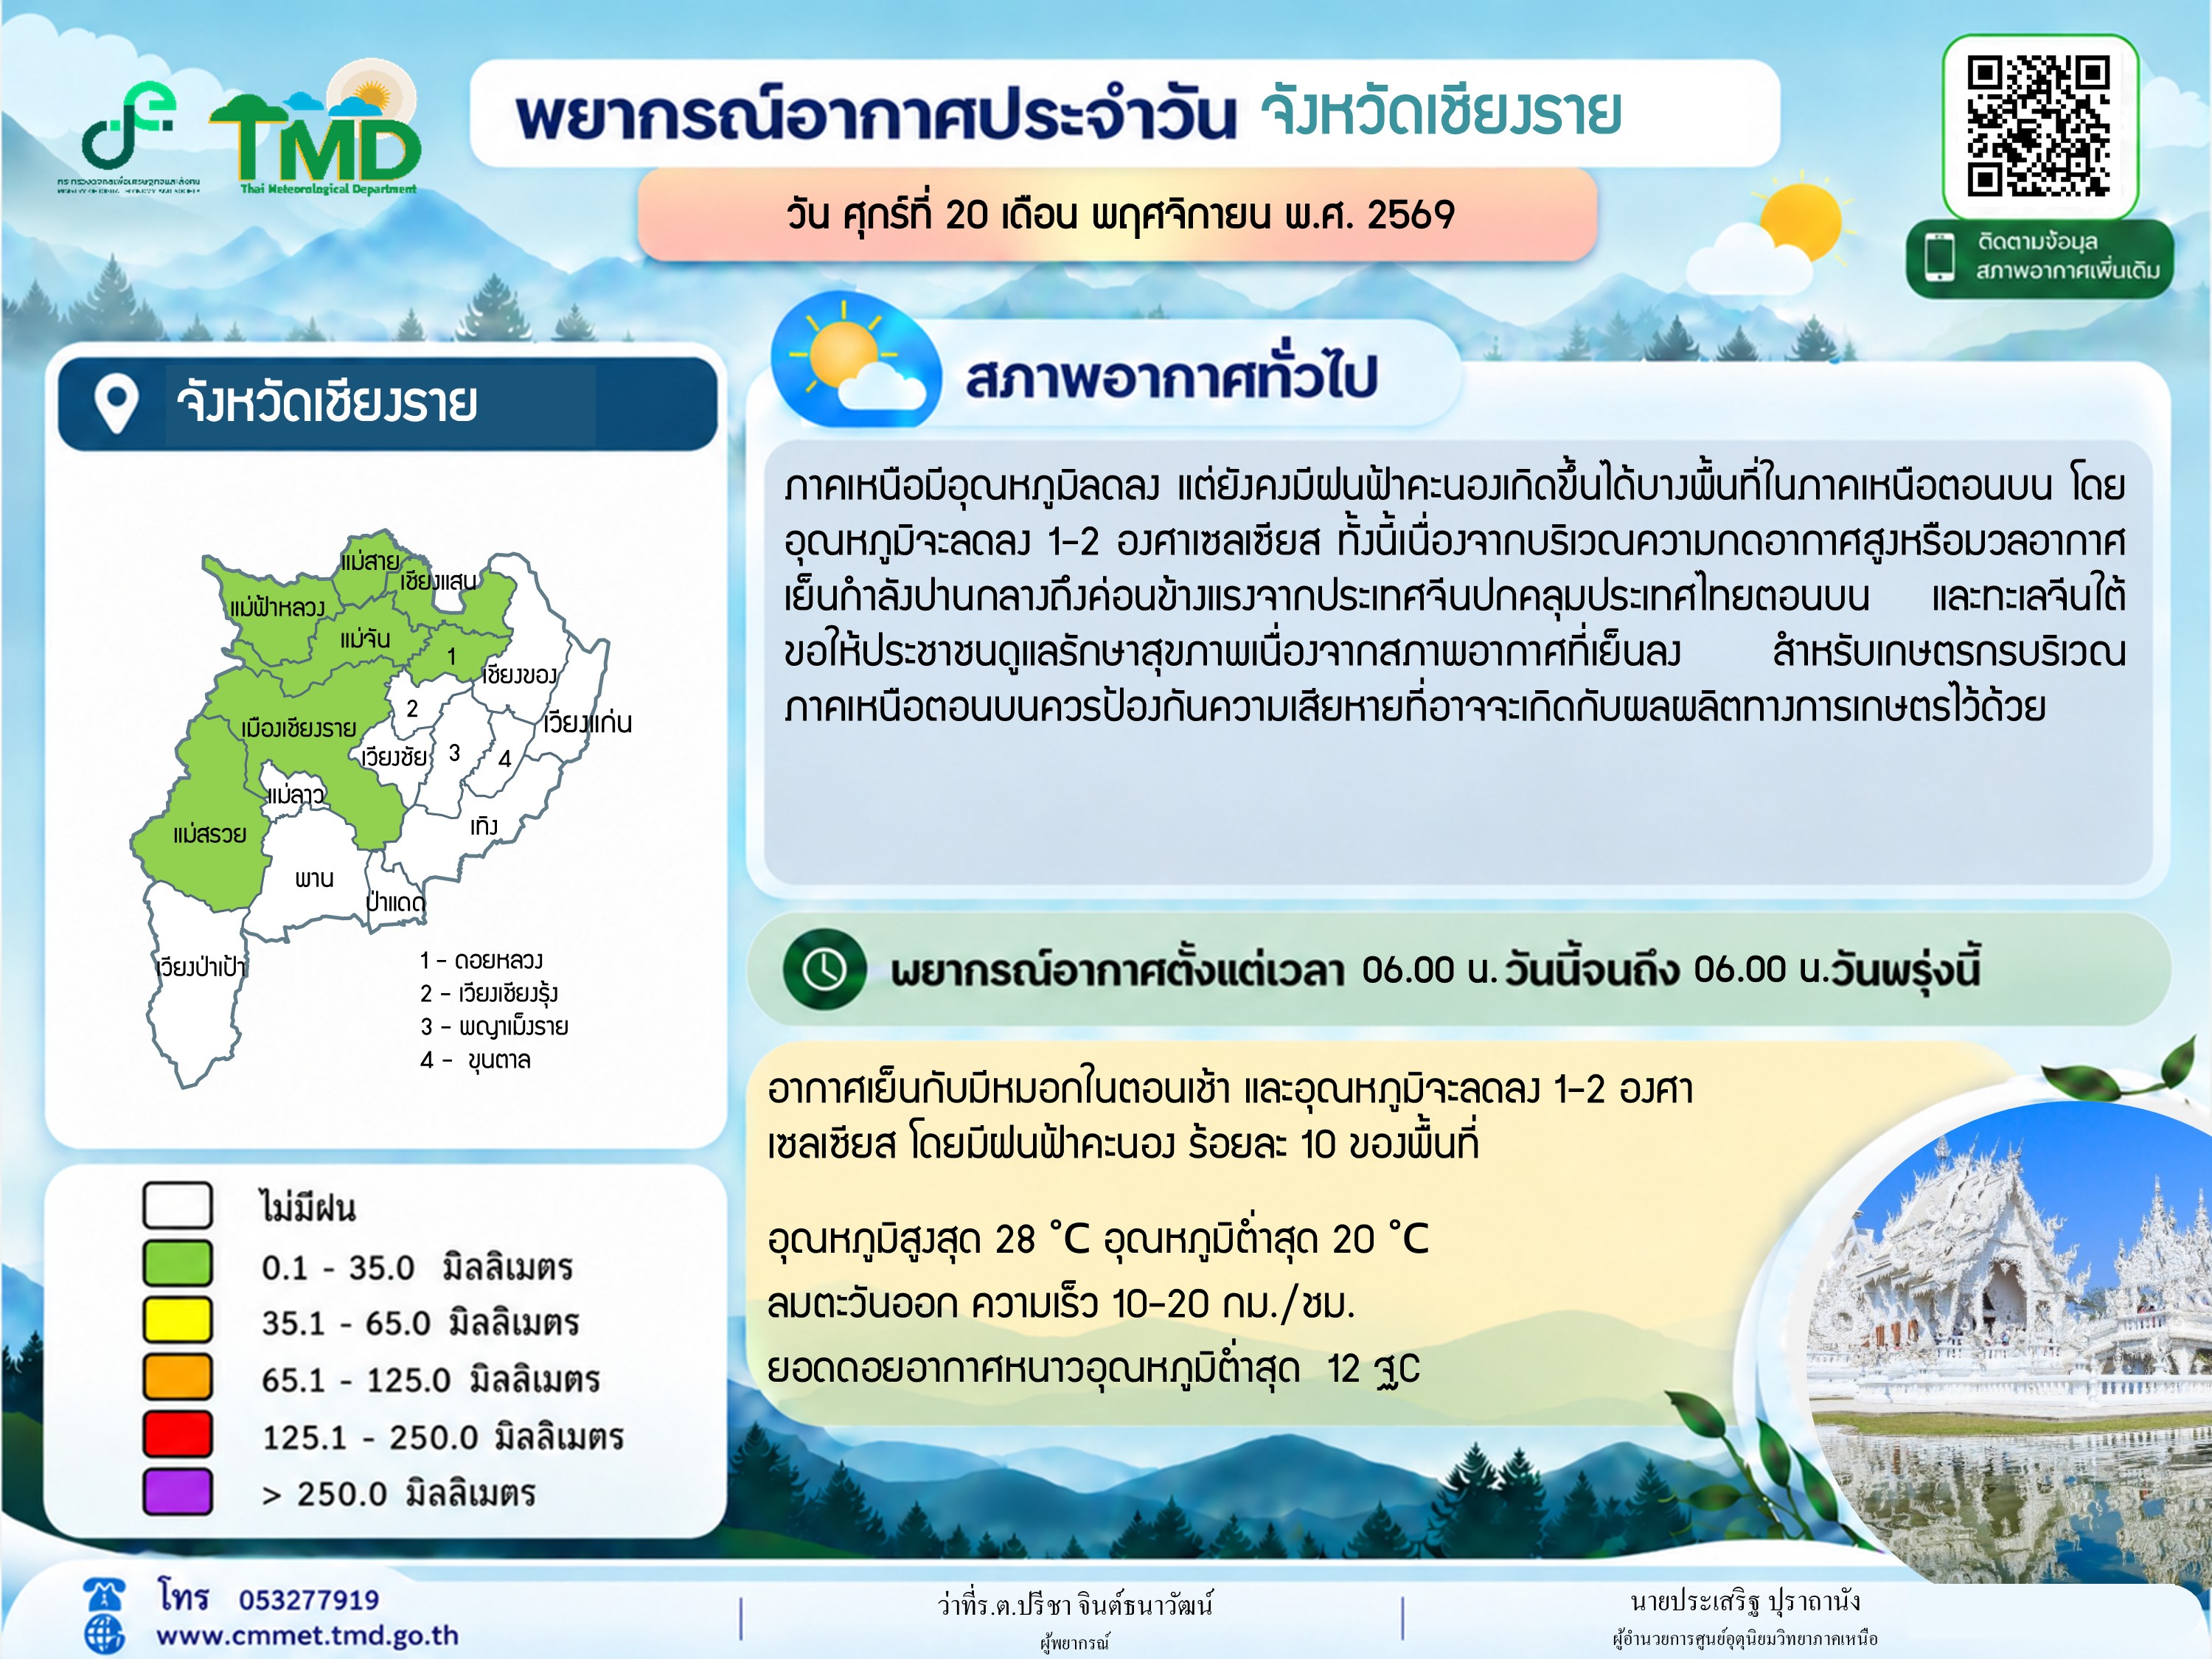 TMD
Thai Meteorological Department
พยากรณ์อากาศประจำวัน จังหวัดเชียงราย
วัน ศุกร์ที่ 20 เดือน พฤศจิกายน พ.ศ. 2569
ติดตามข้อมูล
สภาพอากาศเพิ่มเติม
จังหวัดเชียงราย
แม่สาย
เชียงแสน
แม่ฟ้าหลวง
แม่จัน
1
เชียงของ
2
เวียงแก่น
เมืองเชียงราย
เวียงชัย
3
4
แม่ลาว
เทิง
แม่สรวย
พาน
ป่าแดด
เวียงป่าเป้า
1 - ดอยหลวง
2 - เวียงเชียงรุ้ง
3 - พญาเม็งราย
4 - ขุนตาล
ไม่มีฝน
0.1 - 35.0 มิลลิเมตร
35.1 - 65.0 มิลลิเมตร
65.1 - 125.0 มิลลิเมตร
125.1 - 250.0 มิลลิเมตร
> 250.0 มิลลิเมตร
สภาพอากาศทั่วไป
ภาคเหนือมีอุณหภูมิลดลง แต่ยังคงมีฝนฟ้าคะนองเกิดขึ้นได้บางพื้นที่ในภาคเหนือตอนบน โดย
อุณหภูมิจะลดลง 1-2 องศาเซลเซียส ทั้งนี้เนื่องจากบริเวณความกดอากาศสูงหรือมวลอากาศ
เย็นกำลังปานกลางถึงค่อนข้างแรงจากประเทศจีนปกคลุมประเทศไทยตอนบน และทะเลจีนใต้
ขอให้ประชาชนดูแลรักษาสุขภาพเนื่องจากสภาพอากาศที่เย็นลง สำหรับเกษตรกรบริเวณ
ภาคเหนือตอนบนควรป้องกันความเสียหายที่อาจจะเกิดกับผลผลิตทางการเกษตรไว้ด้วย
พยากรณ์อากาศตั้งแต่เวลา 06.00 น. วันนี้จนถึง 06.00 น.วันพรุ่งนี้
อากาศเย็นกับมีหมอกในตอนเช้า และอุณหภูมิจะลดลง 1-2 องศา
เซลเซียส โดยมีฝนฟ้าคะนอง ร้อยละ 10 ของพื้นที่
อุณหภูมิสูงสุด 28 °C อุณหภูมิต่ำสุด 20 °C
ลมตะวันออก ความเร็ว 10-20 กม./ชม.
ยอดดอยอากาศหนาวอุณหภูมิต่ำสุด 12 ฐC
โทร 053277919
www.cmmet.tmd.go.th
ว่าที่ร.ต.ปรีชา จินต์ธนาวัฒน์
ผู้พยากรณ์
นายประเสริฐ ปุราถานัง
ผู้อำนวยการศูนย์อุตุนิยมวิทยาภาคเหนือ